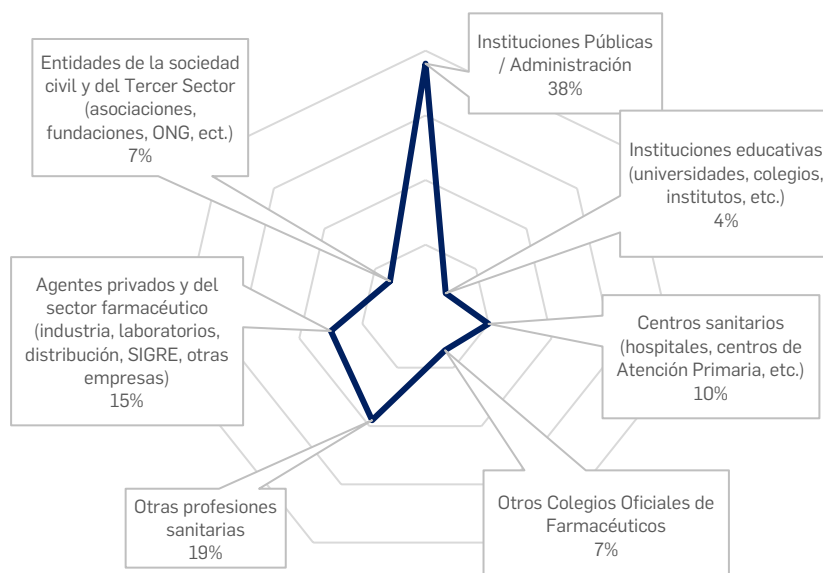 Instituciones Públicas
/ Administración
38%
Entidades de la sociedad
civil y del Tercer Sector
(asociaciones,
fundaciones, ONG, ect.)
7%
Instituciones educativas
(universidades, colegios,
institutos, etc.)
4%
Agentes privados y del
sector farmacéutico
(industria, laboratorios,
distribución, SIGRE, otras
empresas)
15%
Centros sanitarios
(hospitales, centros de
Atención Primaria, etc.)
10%
Otras profesiones
sanitarias
19%
Otros Colegios Oficiales de
Farmacéuticos
7%